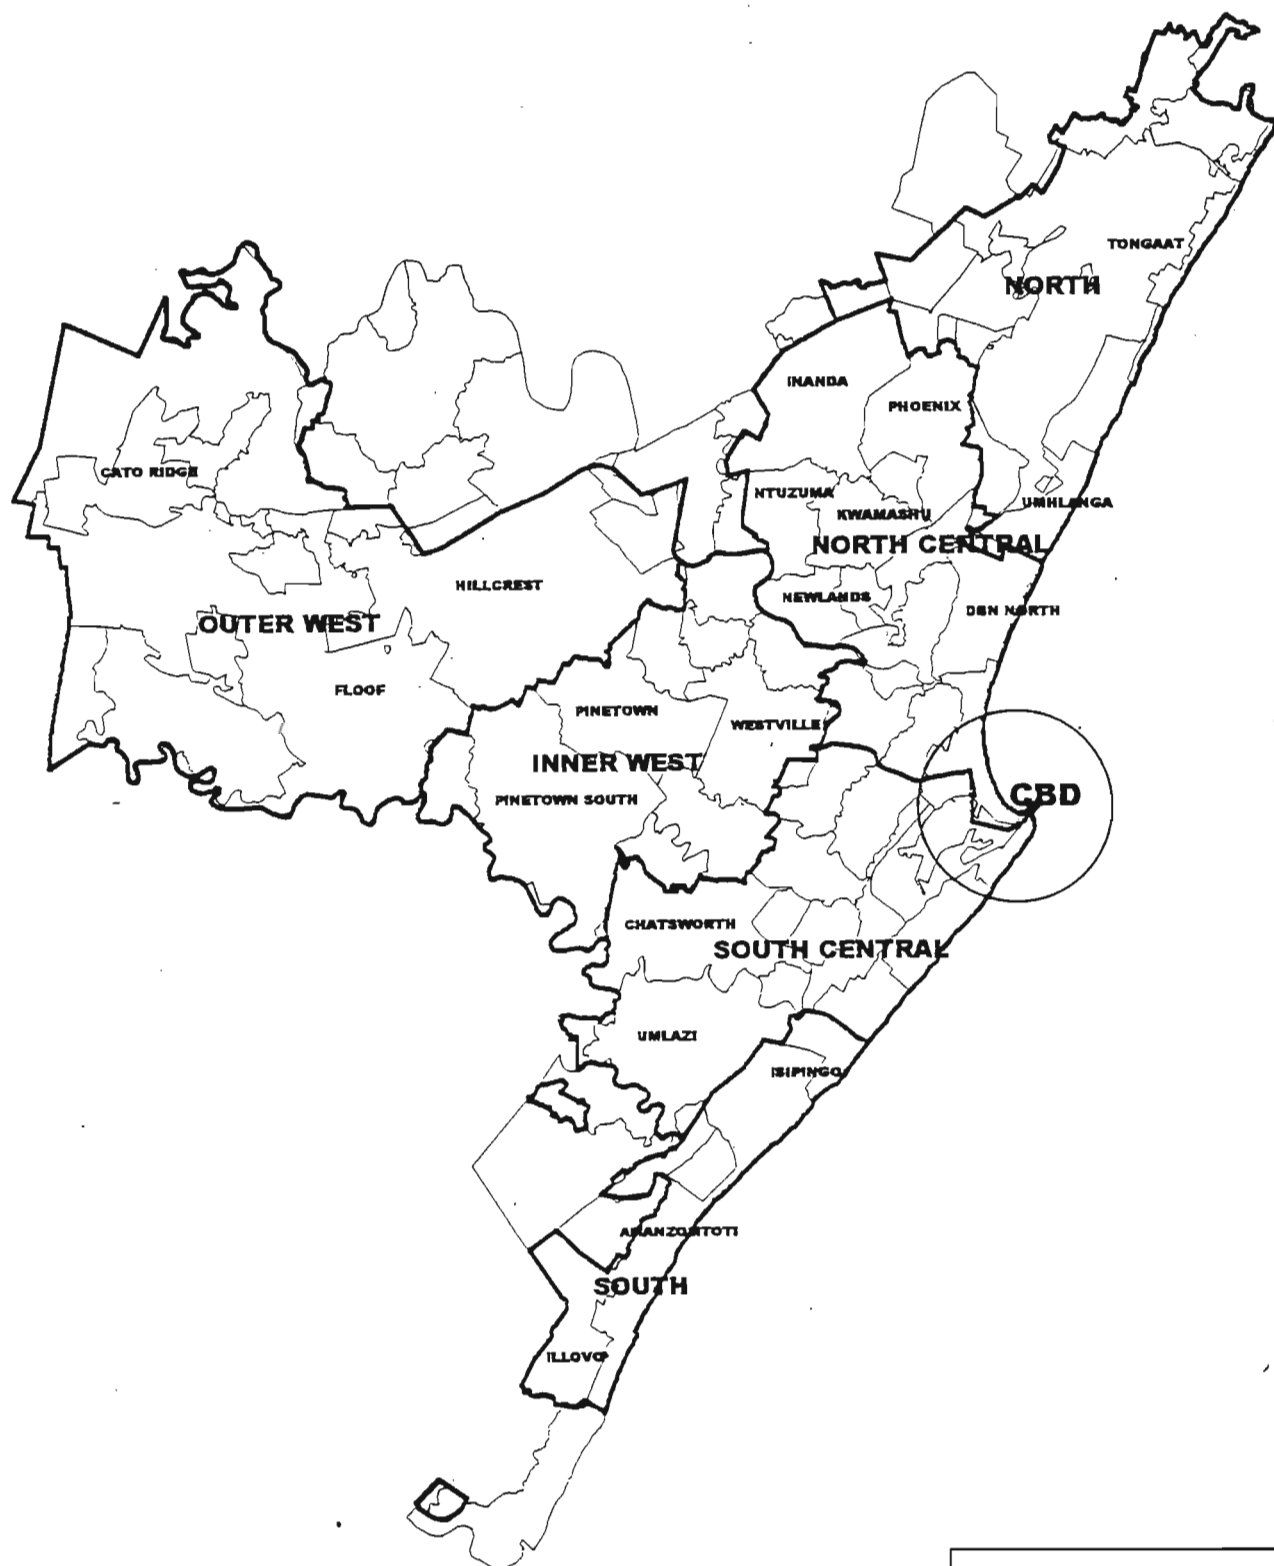 TONGAAT
NORTH
INANDA
PHOENIX
CATO RIDGE
NTUZUMA
UMHLANGA
KWAMASHU
NORTH CENTRAL
HILLCREST
NEWLANDS
DBN NORTH
OUTER WEST
FLOOF
PINETOWN
WESTVILLE
INNER WEST
CBD
PINETOWN SOUTH
CHATSWORTH
SOUTH CENTRAL
UMLAZI
ISIPINGO
AMANZOMTOTI
SOUTH
ILLOVO